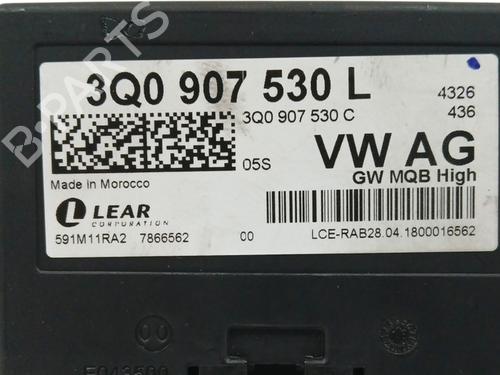 B-PARTS
3Q0 907 530 L
4326
3Q0 907 530 C
436
05S
VW AG
GW MQB High
Made in Morocco
LEAR
CORPORATION
591M11RA2 7866562 00
LCE-RAB28.04.1800016562